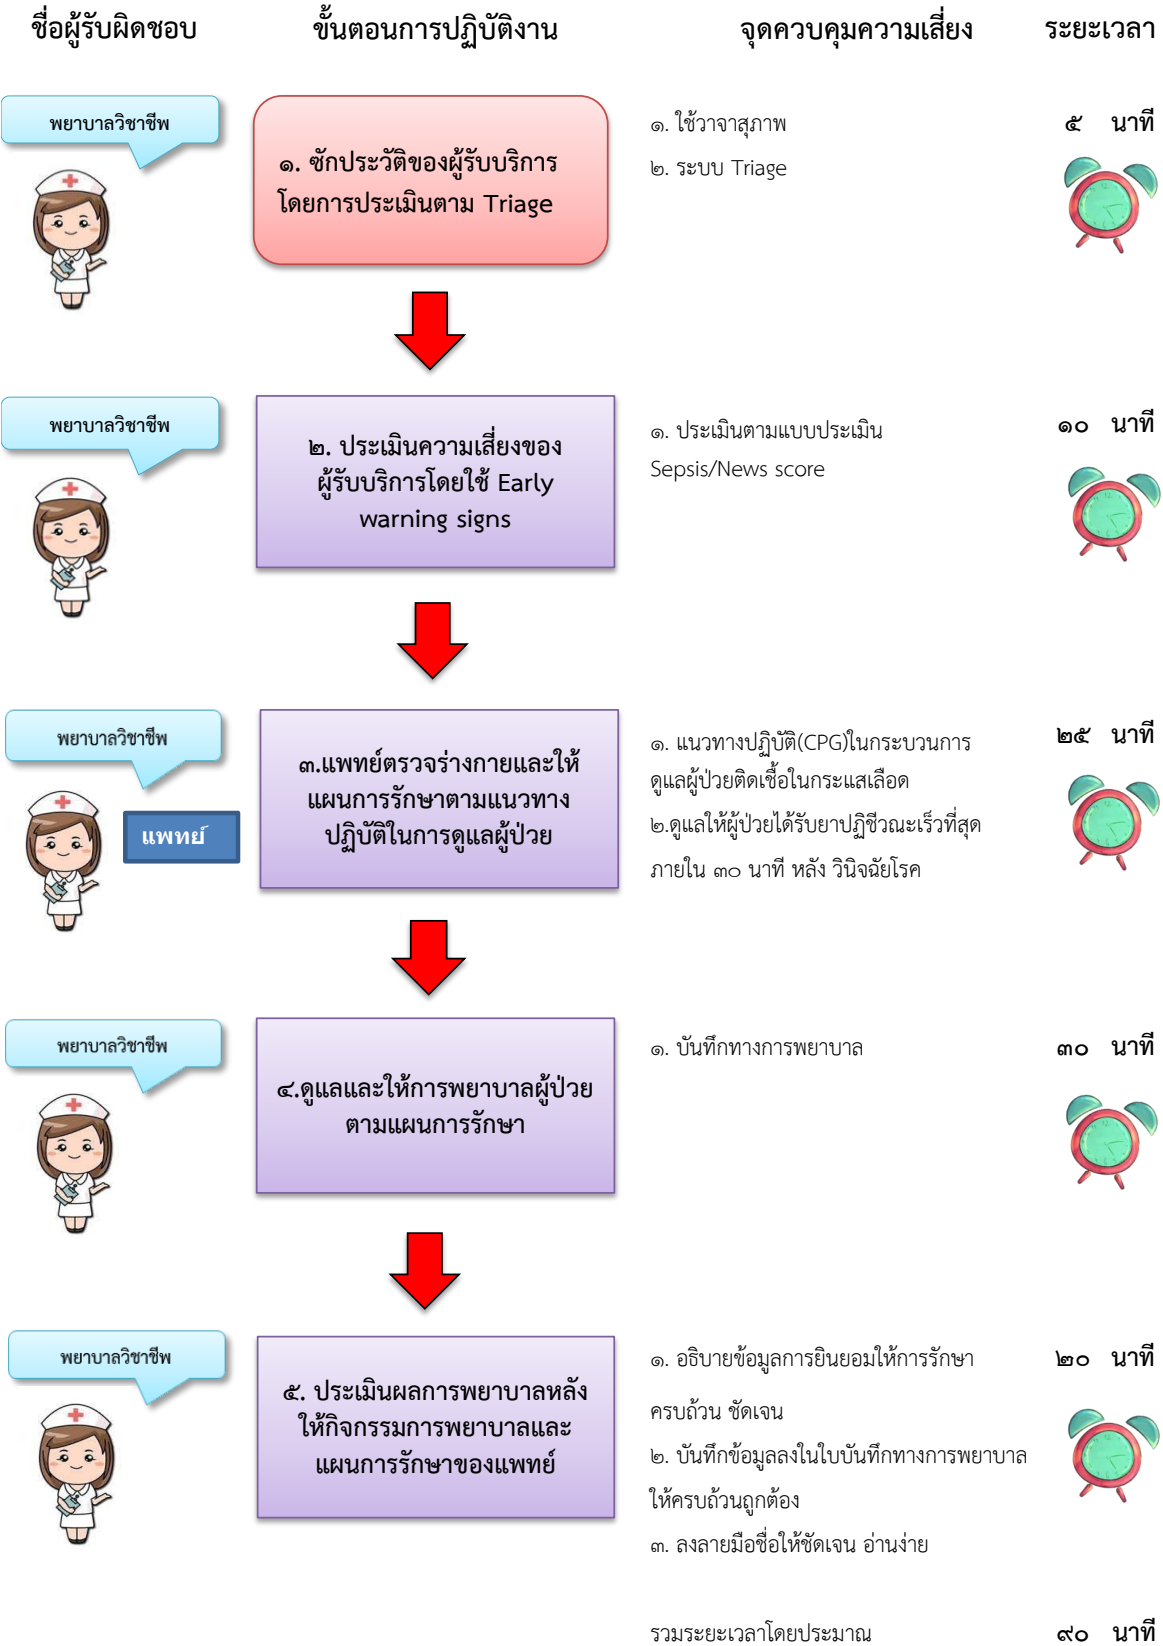 ชื่อผู้รับผิดชอบ ขั้นตอนการปฏิบัติงาน จุดควบคุมความเสี่ยง ระยะเวลา
พยาบาลวิชาชีพ
๑. ซักประวัติของผู้รับบริการ
โดยการประเมินตาม Triage
๑. ใช้วาจาสุภาพ
๒. ระบบ Triage
๕ นาที
พยาบาลวิชาชีพ
๒. ประเมินความเสี่ยงของ
ผู้รับบริการโดยใช้ Early
warning signs
๑. ประเมินตามแบบประเมิน
Sepsis/News score
๑๐ นาที
พยาบาลวิชาชีพ
แพทย์
๓.แพทย์ตรวจร่างกายและให้
แผนการรักษาตามแนวทาง
ปฏิบัติในการดูแลผู้ป่วย
๑. แนวทางปฏิบัติ(CPG)ในกระบวนการ
ดูแลผู้ป่วยติดเชื้อในกระแสเลือด
๒.ดูแลให้ผู้ป่วยได้รับยาปฏิชีวณะเร็วที่สุด
ภายใน ๓๐ นาที หลัง วินิจฉัยโรค
๒๕ นาที
พยาบาลวิชาชีพ
๔.ดูแลและให้การพยาบาลผู้ป่วย
ตามแผนการรักษา
๑. บันทึกทางการพยาบาล
๓๐ นาที
พยาบาลวิชาชีพ
๕. ประเมินผลการพยาบาลหลัง
ให้กิจกรรมการพยาบาลและ
แผนการรักษาของแพทย์
๑. อธิบายข้อมูลการยินยอมให้การรักษา
ครบถ้วน ชัดเจน
๒. บันทึกข้อมูลลงในใบบันทึกทางการพยาบาล
ให้ครบถ้วนถูกต้อง
๓. ลงลายมือชื่อให้ชัดเจน อ่านง่าย
๒๐ นาที
รวมระยะเวลาโดยประมาณ ๙๐ นาที